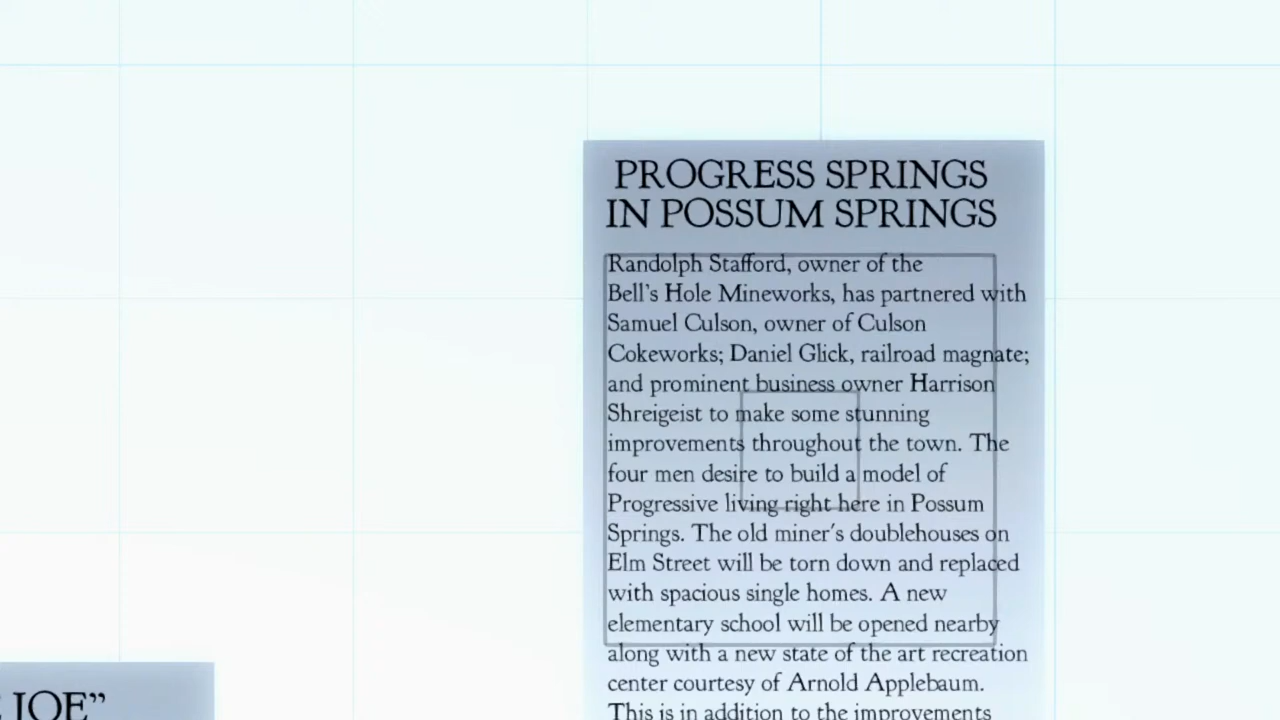 PROGRESS SPRINGS
IN POSSUM SPRINGS
Randolph Stafford, owner of the
Bell's Hole Mineworks, has partnered with
Samuel Culson, owner of Culson
Cokeworks; Daniel Glick, railroad magnate;
and prominent business owner Harrison
Shreigeist to make some stunning
improvements throughout the town. The
four men desire to build a model of
Progressive living right here in Possum
Springs. The old miner's doublehouses on
Elm Street will be torn down and replaced
with spacious single homes. A new
elementary school will be opened nearby
along with a new state of the art recreation
center courtesy of Arnold Applebaum.
This is in addition to the improvements
JOE”